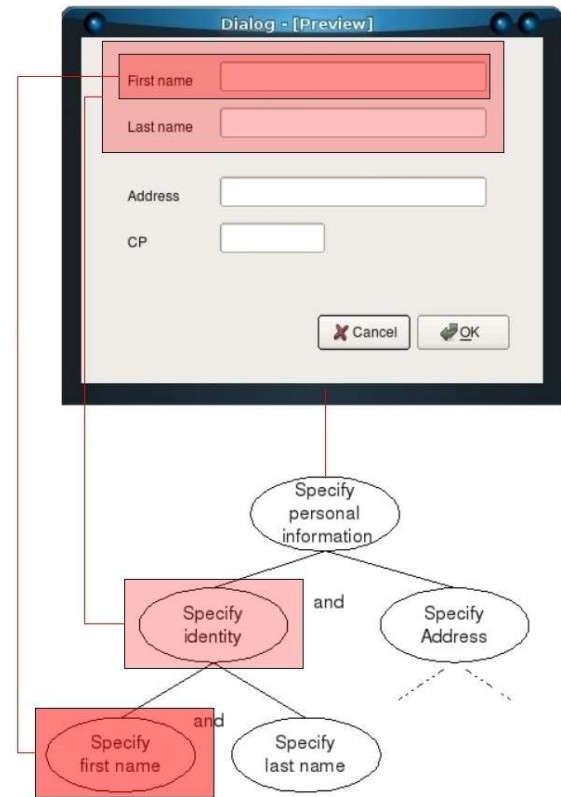 Dialog - [Preview]
First name
Last name
Address
CP
Cancel
OK
Specify
personal
information
Specify
identity
and
Specify
Address
and
Specify
first name
Specify
last name